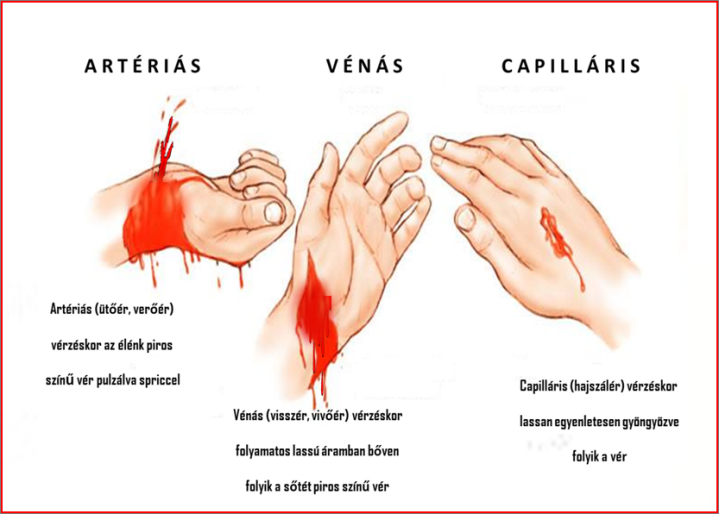 ARTÉRIÁS
VÉNÁS
CAPILLÁRIS
Artériás (ütőér, verőér)
vérzéskor az élénk piros
színű vér pulzálva spriccel
Vénás (visszér, vivőér) vérzéskor
folyamatos lassú áramban bőven
folyik a sötét piros színű vér
Capilláris (hajszálér) vérzéskor
lassan egyenletesen gyöngyözve
folyik a vér